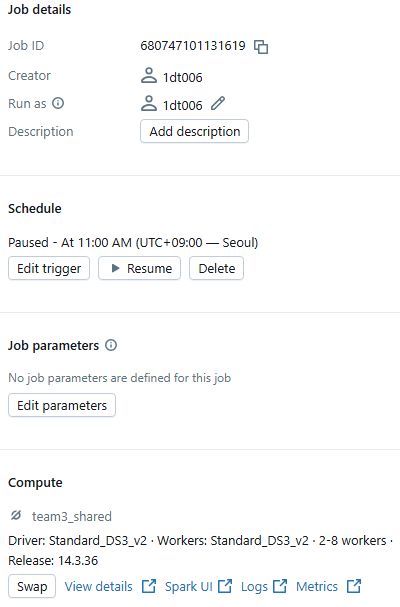 Job details
Job ID 680747101131619
Creator 1dt006
Run as 1dt006
Description Add description
Schedule
Paused - At 11:00 AM (UTC+09:00 — Seoul)
Edit trigger Resume Delete
Job parameters
No job parameters are defined for this job
Edit parameters
Compute
team3_shared
Driver: Standard_DS3_v2 · Workers: Standard_DS3_v2 · 2-8 workers ·
Release: 14.3.36
Swap View details Spark UI Logs Metrics